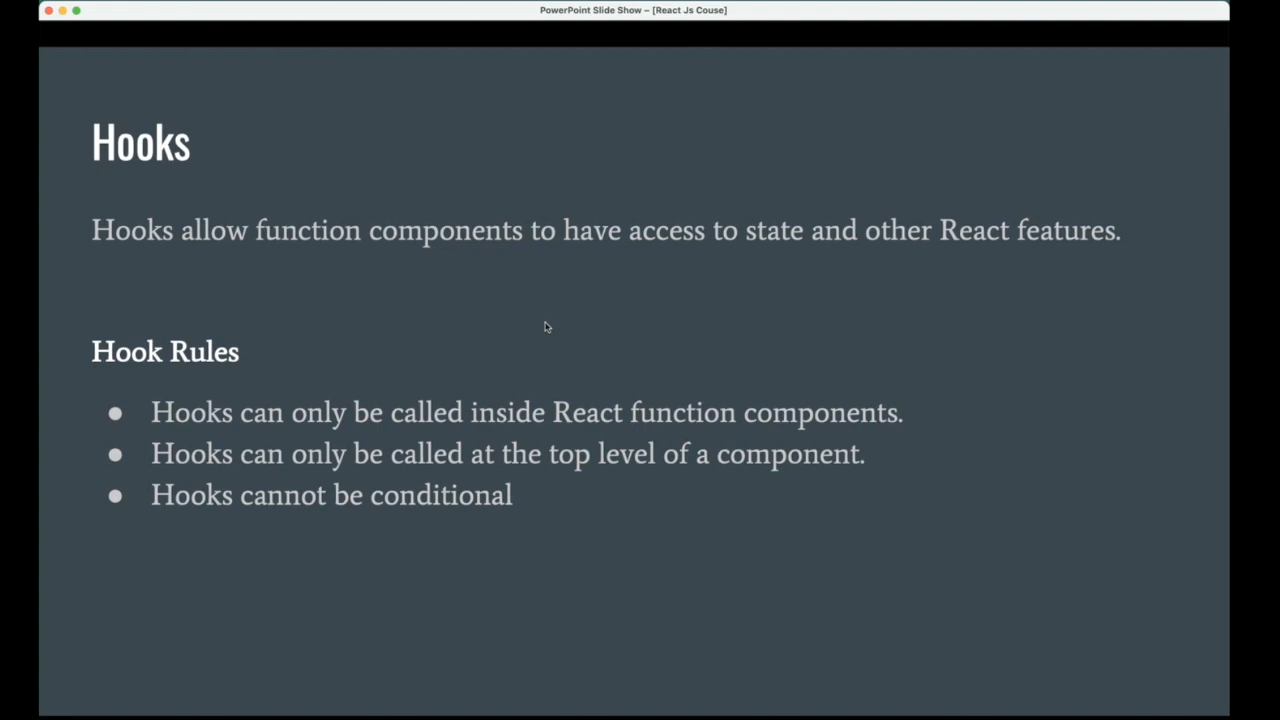 PowerPoint Slide Show – [React Js Couse]
Hooks
Hooks allow function components to have access to state and other React features.
Hook Rules
● Hooks can only be called inside React function components.
● Hooks can only be called at the top level of a component.
● Hooks cannot be conditional